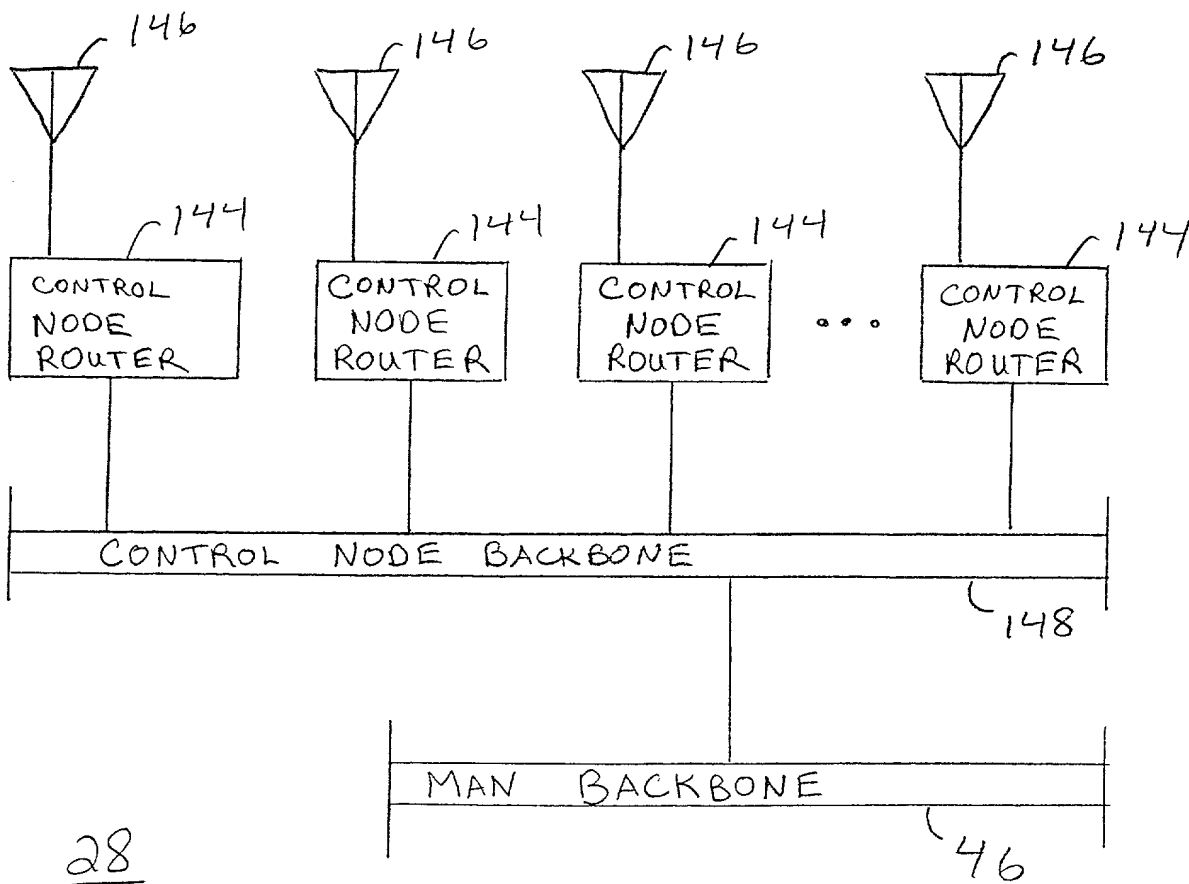 146 146 146 146
144 144 144 144
CONTROL NODE ROUTER
CONTROL NODE ROUTER
CONTROL NODE ROUTER
CONTROL NODE ROUTER
CONTROL NODE BACKBONE
148
MAN BACKBONE
46
28